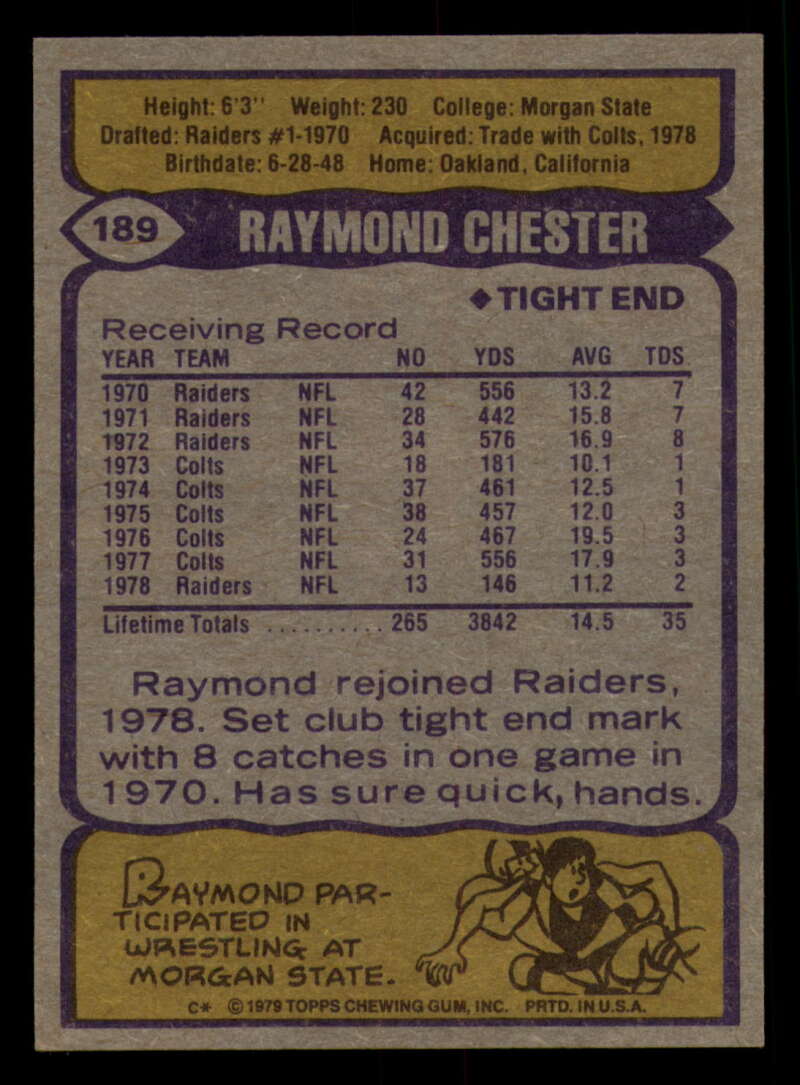 Height: 6'3'' Weight: 230 College: Morgan State
Drafted: Raiders #1-1970 Acquired: Trade with Colts, 1978
Birthdate: 6-28-48 Home: Oakland, California
189 RAYMOND CHESTER
◆TIGHT END
Receiving Record
YEAR TEAM NO YDS AVG TDS
1970 Raiders NFL 42 556 13.2 7
1971 Raiders NFL 28 442 15.8 7
1972 Raiders NFL 34 576 16.9 8
1973 Colts NFL 18 181 10.1 1
1974 Colts NFL 37 461 12.5 1
1975 Colts NFL 38 457 12.0 3
1976 Colts NFL 24 467 19.5 3
1977 Colts NFL 31 556 17.9 3
1978 Raiders NFL 13 146 11.2 2
Lifetime Totals .......... 265 3842 14.5 35
Raymond rejoined Raiders,
1978. Set club tight end mark
with 8 catches in one game in
1970. Has sure quick, hands.
RAYMOND PAR-
TICIPATED IN
WRESTLING AT
MORGAN STATE.
C* © 1979 TOPPS CHEWING GUM, INC. PRTD. IN U.S.A.